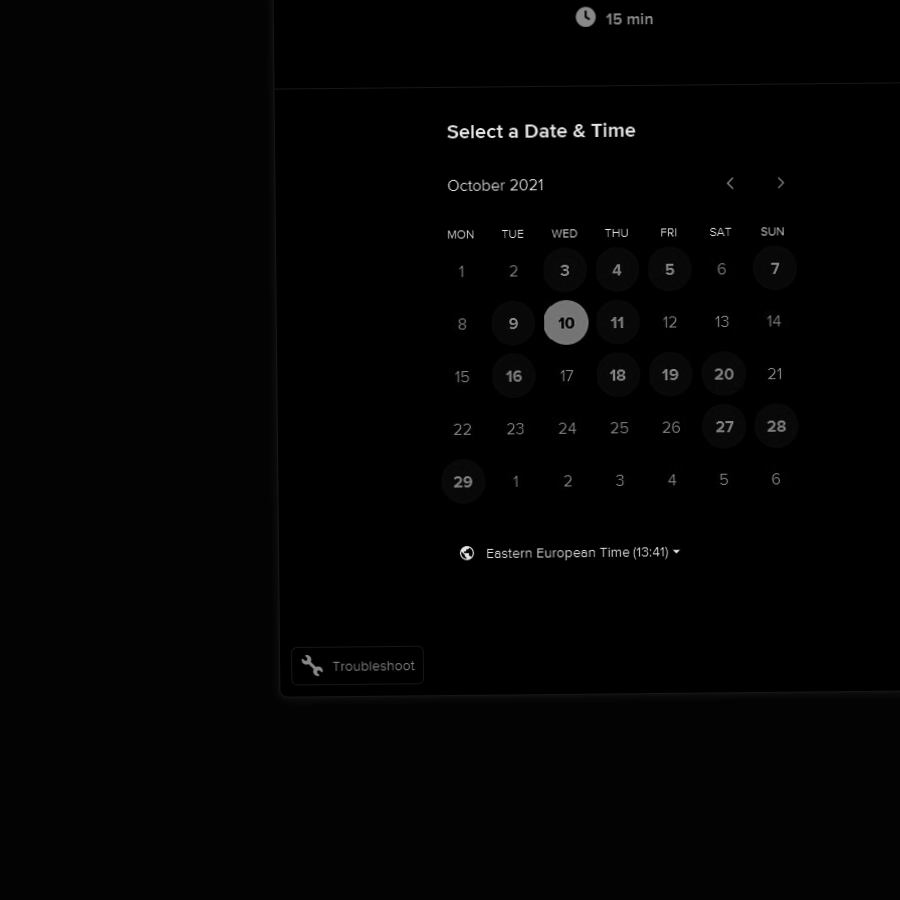 15 min
Select a Date & Time
October 2021
MON TUE WED THU FRI SAT SUN
1 2 3 4 5 6 7
8 9 10 11 12 13 14
15 16 17 18 19 20 21
22 23 24 25 26 27 28
29 1 2 3 4 5 6
Eastern European Time (13:41)
Troubleshoot